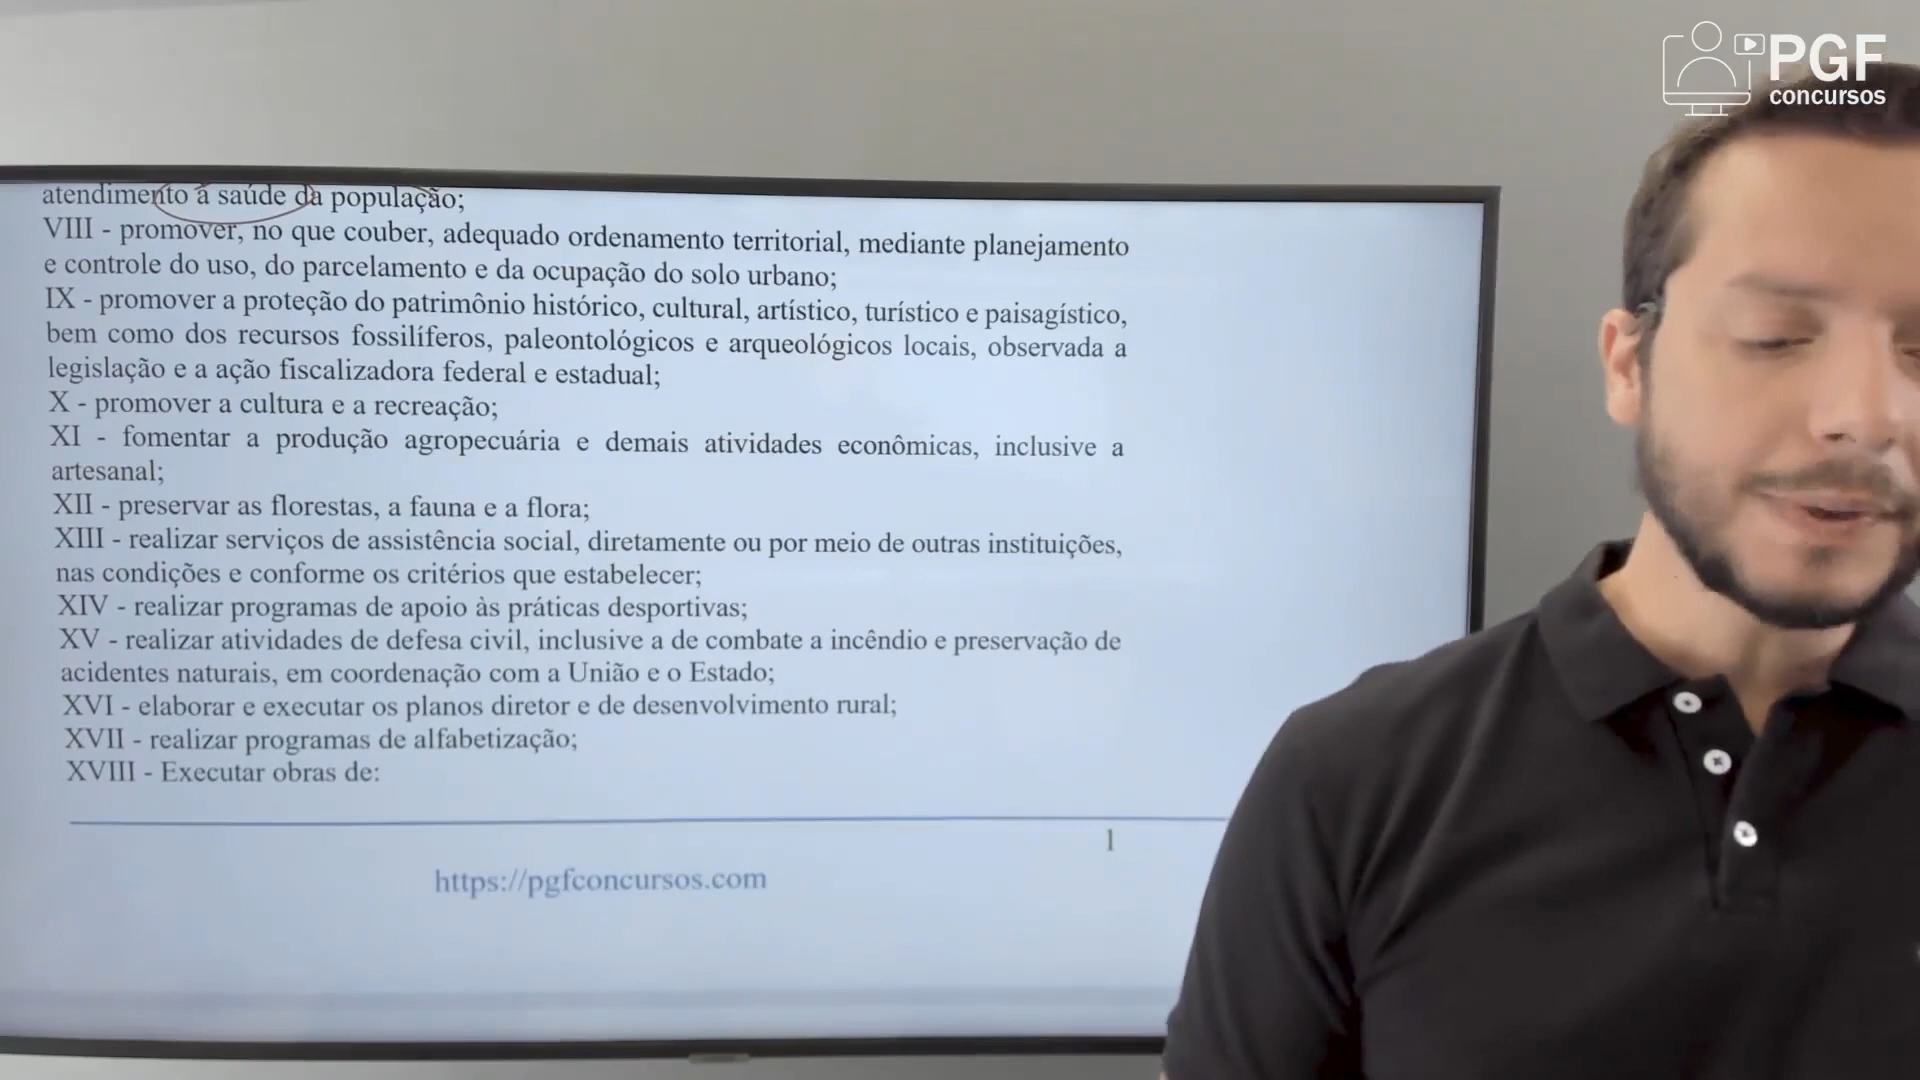 PGF
concursos
atendimento à saúde da população;
VIII - promover, no que couber, adequado ordenamento territorial, mediante planejamento
e controle do uso, do parcelamento e da ocupação do solo urbano;
IX - promover a proteção do patrimônio histórico, cultural, artístico, turístico e paisagístico,
bem como dos recursos fossilíferos, paleontológicos e arqueológicos locais, observada a
legislação e a ação fiscalizadora federal e estadual;
X - promover a cultura e a recreação;
XI - fomentar a produção agropecuária e demais atividades econômicas, inclusive a
artesanal;
XII - preservar as florestas, a fauna e a flora;
XIII - realizar serviços de assistência social, diretamente ou por meio de outras instituições,
nas condições e conforme os critérios que estabelecer;
XIV - realizar programas de apoio às práticas desportivas;
XV - realizar atividades de defesa civil, inclusive a de combate a incêndio e preservação de
acidentes naturais, em coordenação com a União e o Estado;
XVI - elaborar e executar os planos diretor e de desenvolvimento rural;
XVII - realizar programas de alfabetização;
XVIII - Executar obras de:
1
https://pgfconcursos.com